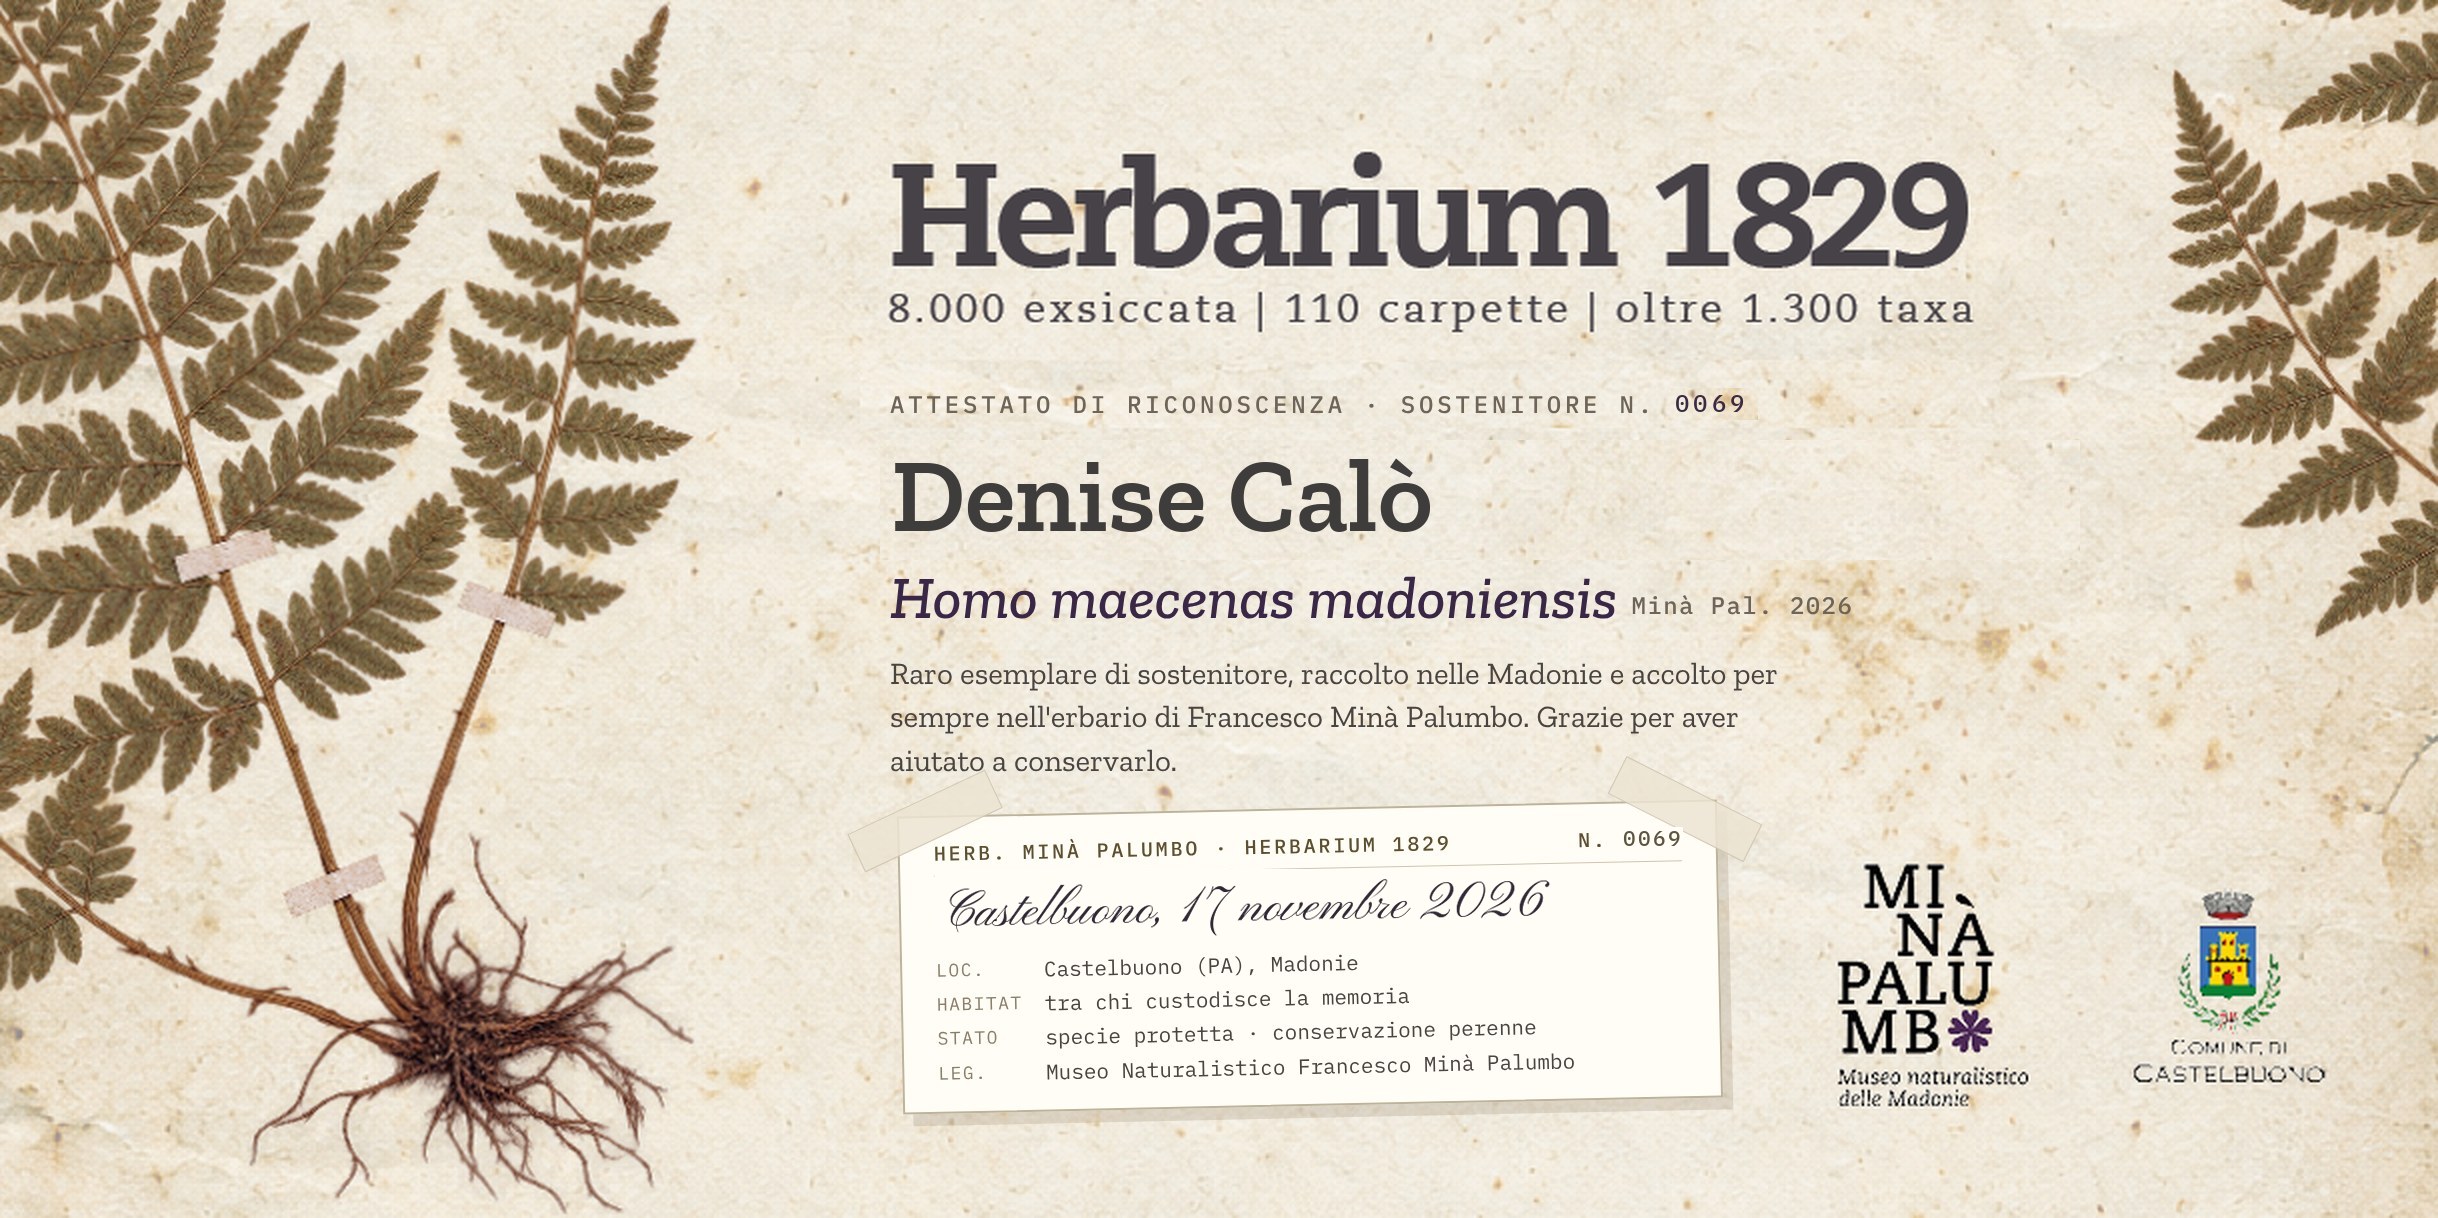 Herbarium 1829
8.000 exsiccata | 110 carpette | oltre 1.300 taxa
ATTESTATO DI RICONOSCENZA · SOSTENITORE N. 0069
Denise Calò
Homo maecenas madoniensis Minà Pal. 2026
Raro esemplare di sostenitore, raccolto nelle Madonie e accolto per
sempre nell'erbario di Francesco Minà Palumbo. Grazie per aver
aiutato a conservarlo.
HERB. MINÀ PALUMBO · HERBARIUM 1829 N. 0069
Castelbuono, 17 novembre 2026
LOC. Castelbuono (PA), Madonie
HABITAT tra chi custodisce la memoria
STATO specie protetta · conservazione perenne
LEG. Museo Naturalistico Francesco Minà Palumbo
MI
NÀ
PALU
MB
Museo naturalistico
delle Madonie
COMUNE DI
CASTELBUONO